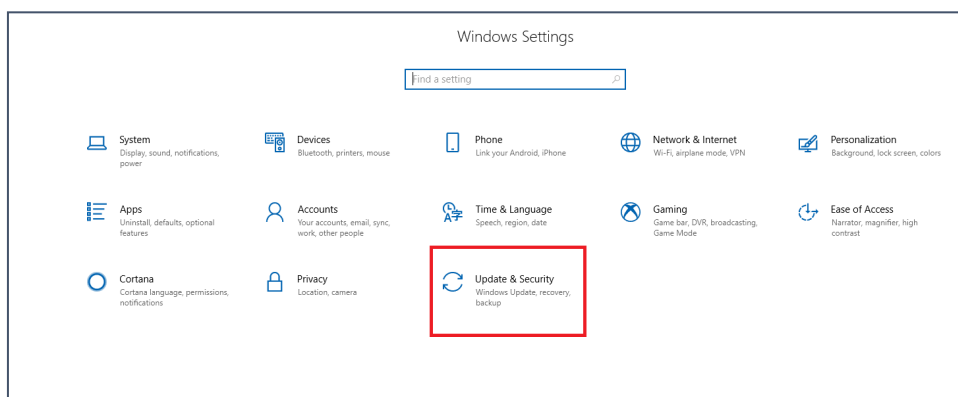 Windows Settings
Find a setting
System
Display, sound, notifications,
power
Devices
Bluetooth, printers, mouse
Phone
Link your Android, iPhone
Network & Internet
Wi-Fi, airplane mode, VPN
Personalization
Background, lock screen, colors
Apps
Uninstall, defaults, optional
features
Accounts
Your accounts, email, sync,
work, other people
Time & Language
Speech, region, date
Gaming
Game bar, DVR, broadcasting,
Game Mode
Ease of Access
Narrator, magnifier, high
contrast
Cortana
Cortana language, permissions,
notifications
Privacy
Location, camera
Update & Security
Windows Update, recovery,
backup